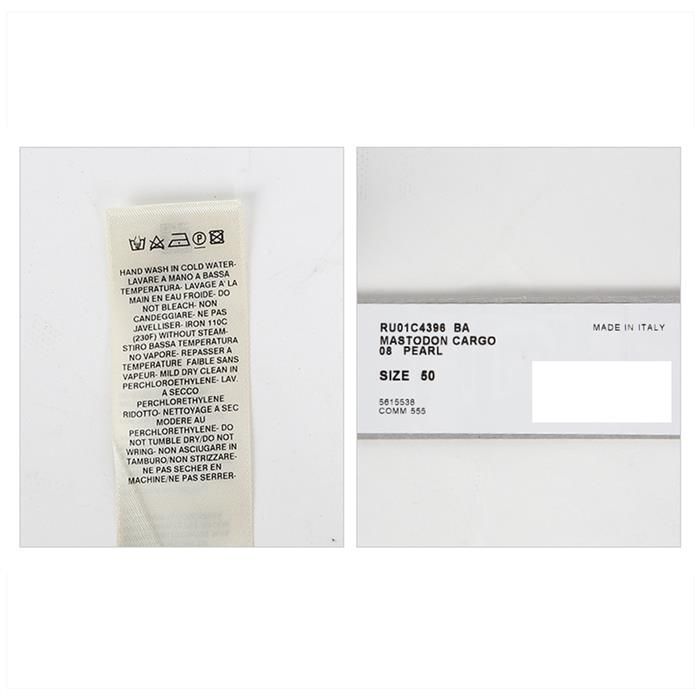 HAND WASH IN COLD WATER-
LAVARE A MANO A BASSA
TEMPERATURA- LAVAGE A' LA
MAIN EN EAU FROIDE- DO
NOT BLEACH- NON
CANDEGGIARE- NE PAS
JAVELLISER- IRON 110C
(230F) WITHOUT STEAM-
STIRO BASSA TEMPERATURA
NO VAPORE- REPASSER A
TEMPERATURE FAIBLE SANS
VAPEUR- MILD DRY CLEAN IN
PERCHLOROETHYLENE- LAV.
A SECCO
PERCHLORETHYLENE
RIDOTTO- NETTOYAGE A SEC
MODERE AU
PERCHLORETHYLENE- DO
NOT TUMBLE DRY/DO NOT
WRING- NON ASCIUGARE IN
TAMBURO/NON STRIZZARE-
NE PAS SECHER EN
MACHINE/NE PAS SERRER-
RU01C4396 BA
MADE IN ITALY
MASTODON CARGO
08 PEARL
SIZE 50
5615538
COMM 555